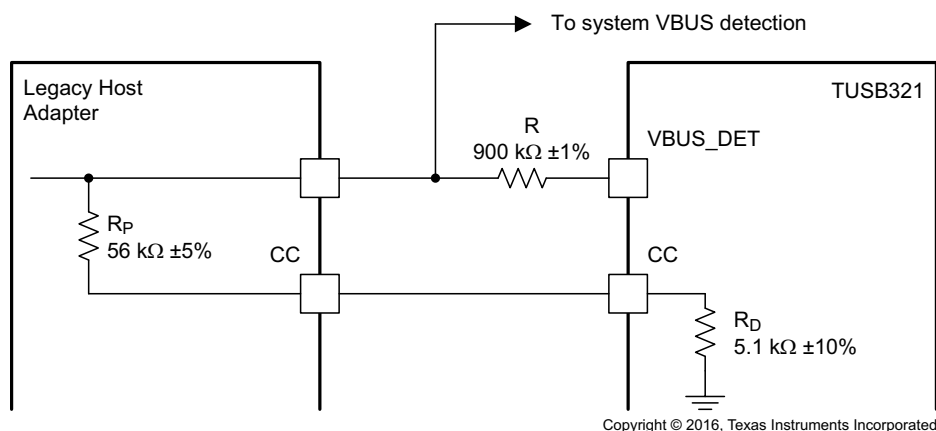 To system VBUS detection
Legacy Host
Adapter
TUSB321
R
900 kΩ ±1%
VBUS_DET
RP
56 kΩ ±5%
CC
CC
RD
5.1 kΩ ±10%
Copyright © 2016, Texas Instruments Incorporated